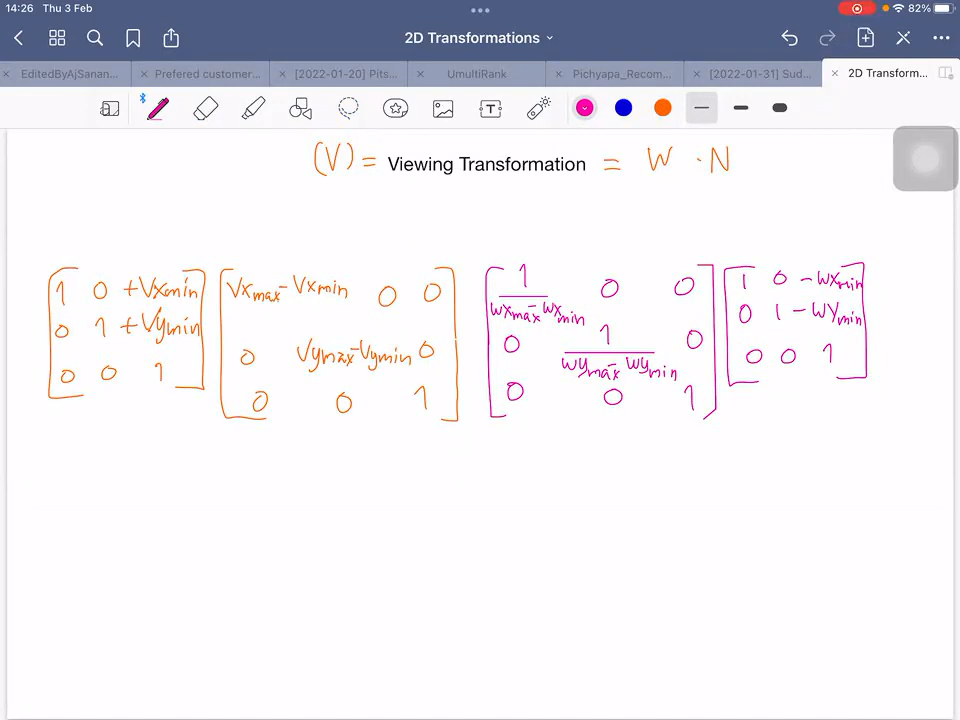 14:26 Thu 3 Feb
82%
2D Transformations
EditedByAjSanan...
Prefered customer...
[2022-01-20] Pits...
UmultiRank
Pichyapa_Recom...
[2022-01-31] Sud...
2D Transform...
(V) = Viewing Transformation = W · N
1 0 +Vxmin
0 1 +Vymin
0 0 1
Vxmax-Vxmin 0 0
0 Vymax-Vymin 0
0 0 1
1
wxmax-wxmin 0 0
0 1
wymax-wymin 0
0 0 1
1 0 -wxmin
0 1 -wymin
0 0 1